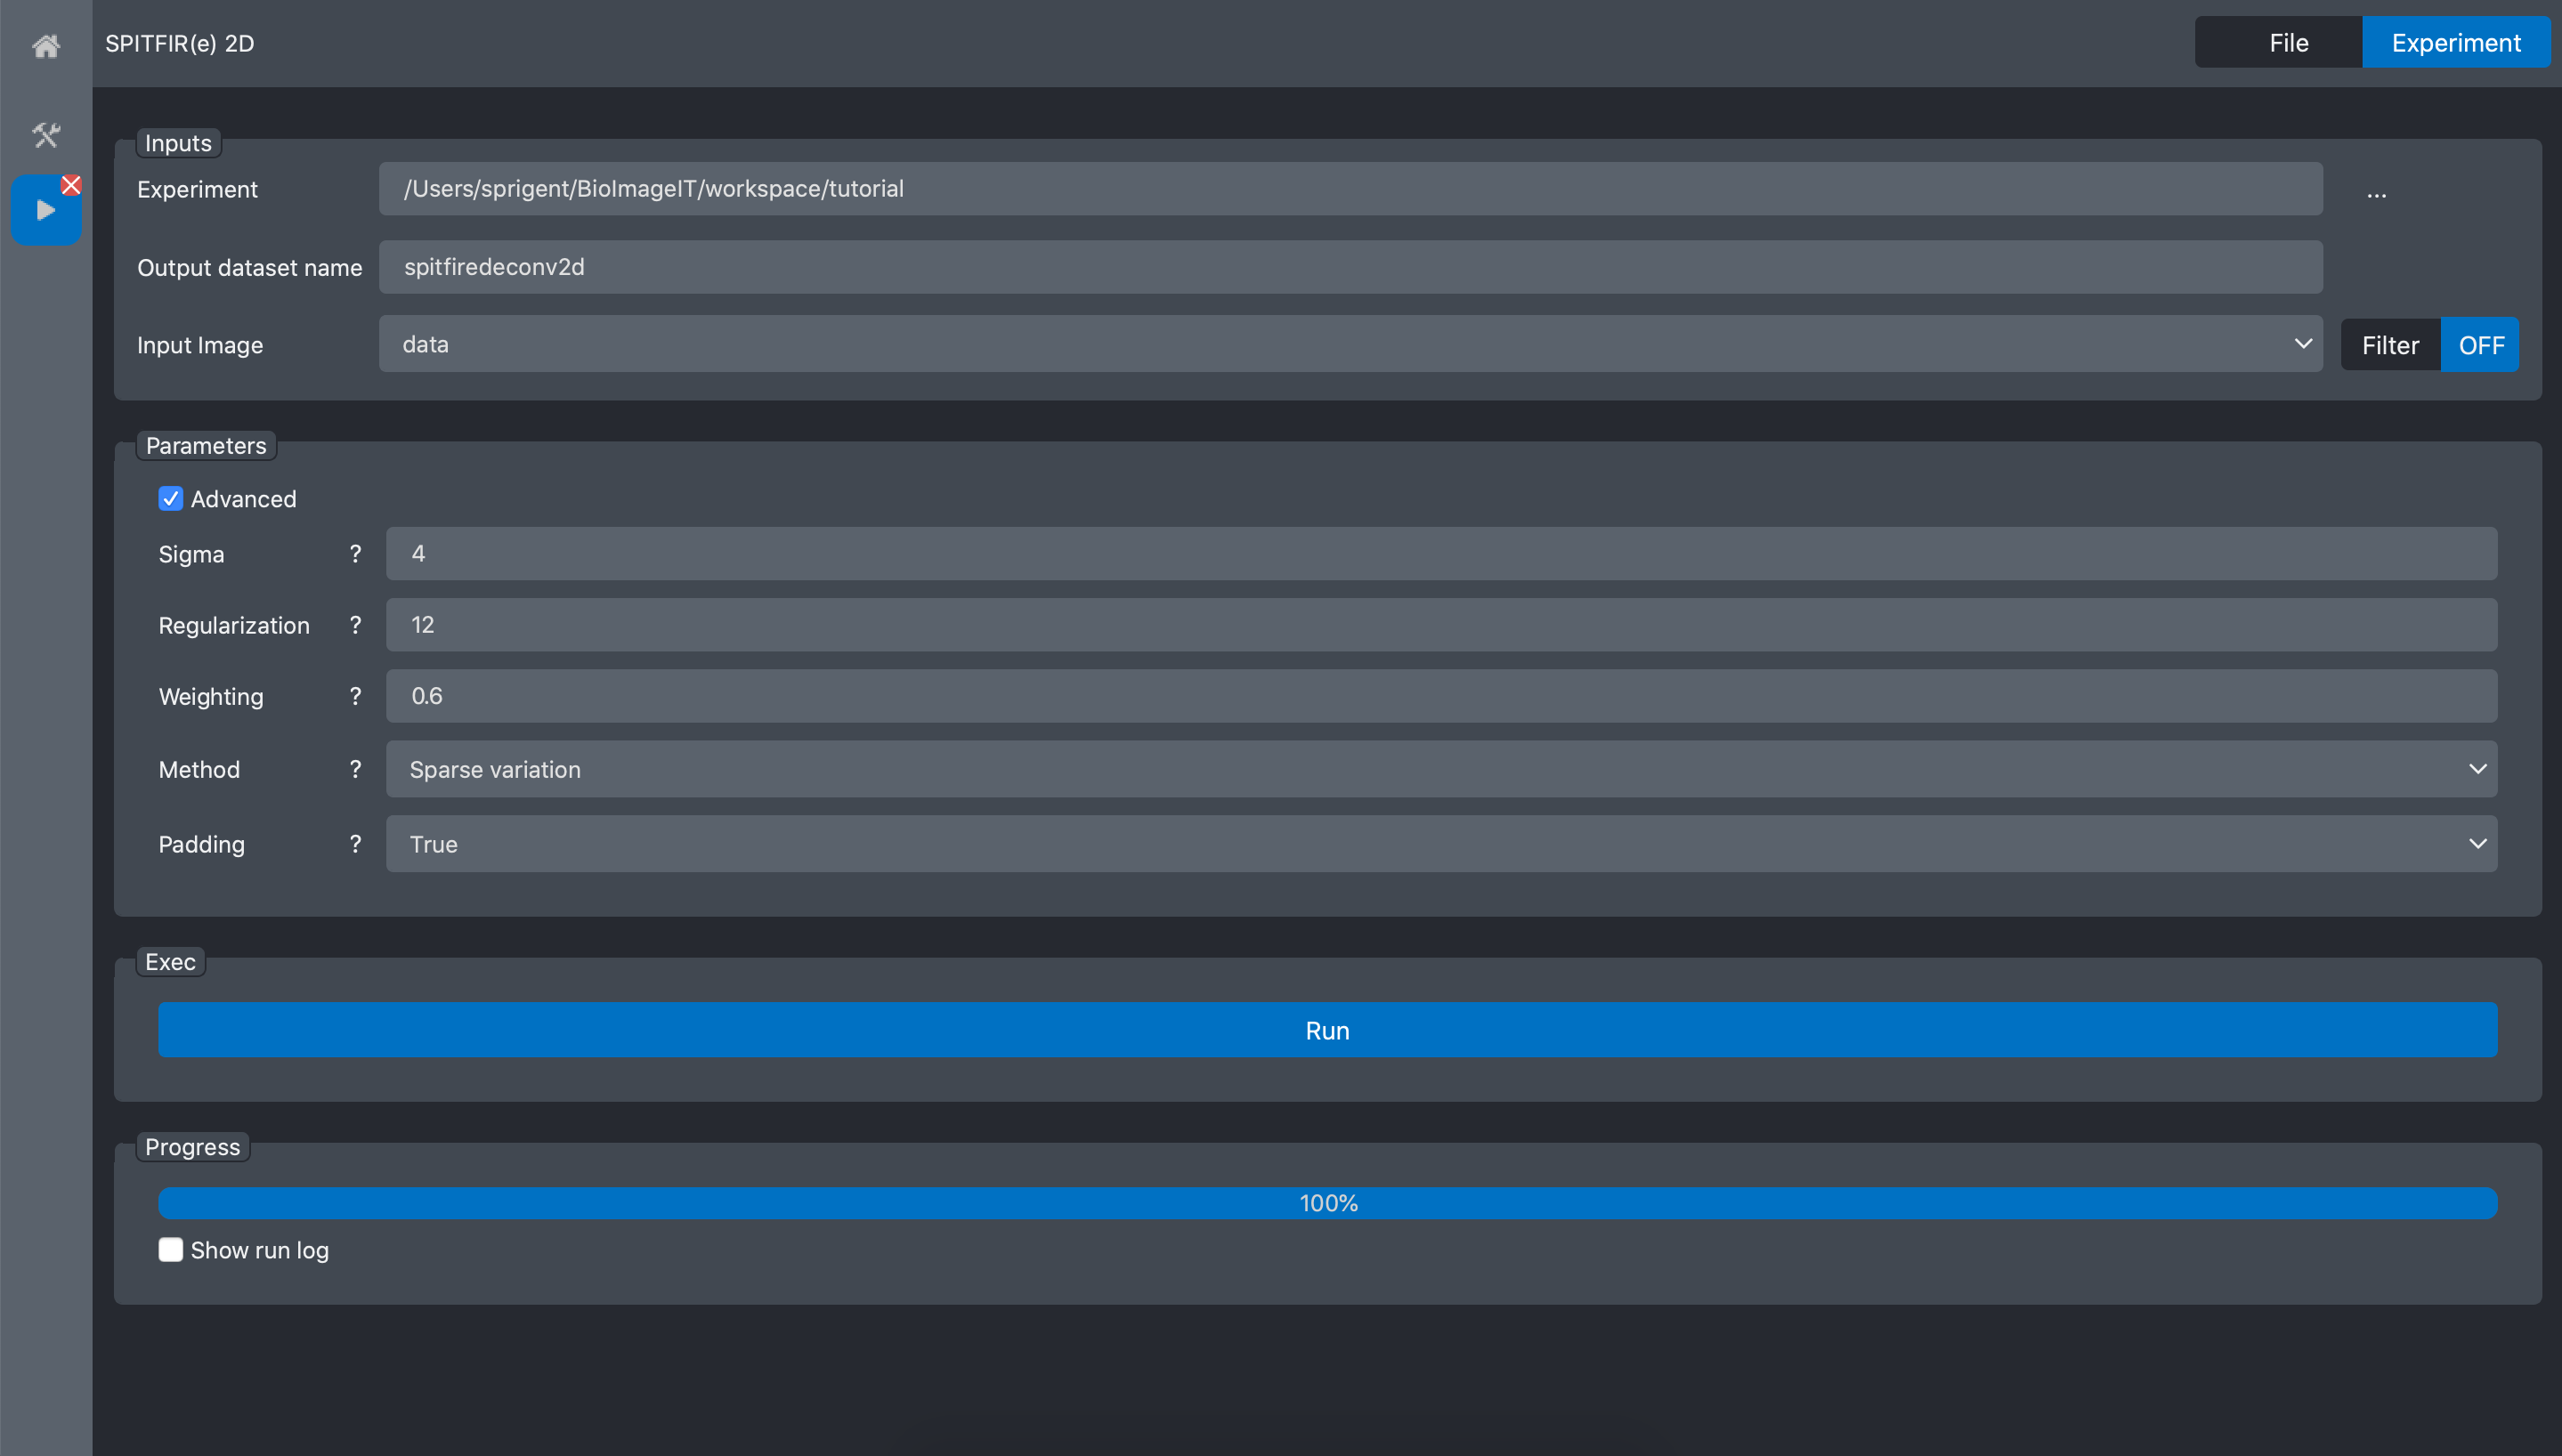 SPITFIR(e) 2D
File
Experiment
Inputs
Experiment
/Users/sprigent/BioImageIT/workspace/tutorial
...
Output dataset name
spitfiredeconv2d
Input Image
data
Filter
OFF
Parameters
Advanced
Sigma ? 4
Regularization ? 12
Weighting ? 0.6
Method ? Sparse variation
Padding ? True
Exec
Run
Progress
100%
Show run log